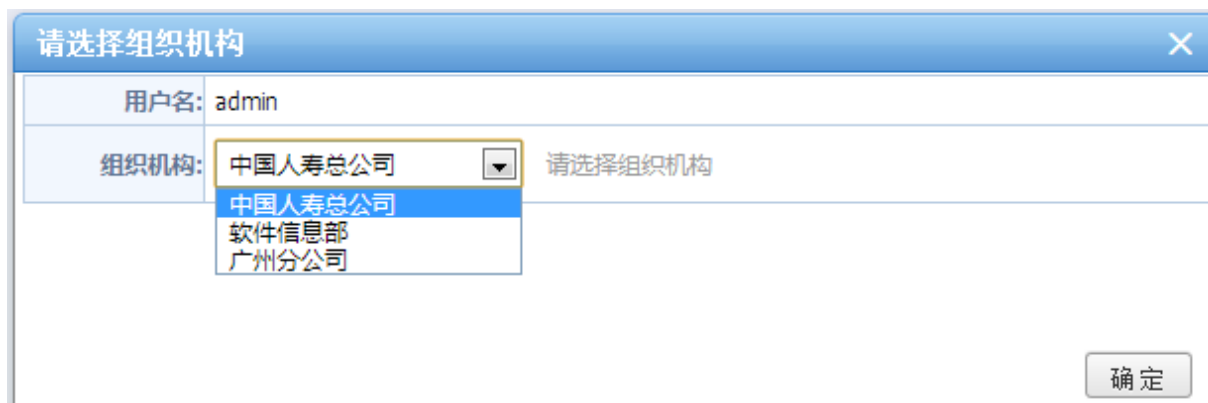 请选择组织机构
用户名: admin
组织机构: 中国人寿总公司 请选择组织机构
中国人寿总公司
软件信息部
广州分公司
确定